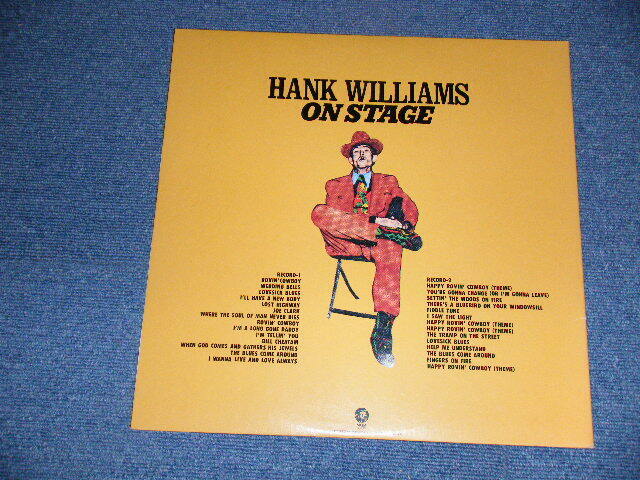 HANK WILLIAMS
ON STAGE
RECORD-1
ROVIN' COWBOY
WEDDING BELLS
LOVESICK BLUES
I'LL HAVE A NEW BODY
LOST HIGHWAY
JOE CLARK
WHERE THE SOUL OF MAN NEVER DIES
ROVIN' COWBOY
I'M A LONG GONE DADDY
I'M TELLIN' YOU
BILL CHEATAM
WHEN GOD COMES AND GATHERS HIS JEWELS
THE BLUES COME AROUND
I WANNA LIVE AND LOVE ALWAYS
RECORD-2
HAPPY ROVIN' COWBOY (THEME)
YOU'RE GONNA CHANGE (OR I'M GONNA LEAVE)
SETTIN' THE WOODS ON FIRE
THERE'S A BLUEBIRD ON YOUR WINDOWSILL
FIDDLE TUNE
I SAW THE LIGHT
HAPPY ROVIN' COWBOY (THEME)
HAPPY ROVIN' COWBOY (THEME)
THE TRAMP ON THE STREET
LOVESICK BLUES
HELP ME UNDERSTAND
THE BLUES COME AROUND
FINGERS ON FIRE
HAPPY ROVIN' COWBOY (THEME)